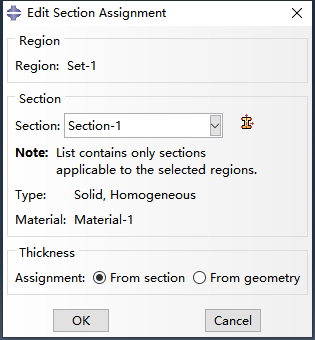 Edit Section Assignment
Region
Region: Set-1
Section
Section: Section-1
Note: List contains only sections
applicable to the selected regions.
Type: Solid, Homogeneous
Material: Material-1
Thickness
Assignment: From section From geometry
OK Cancel